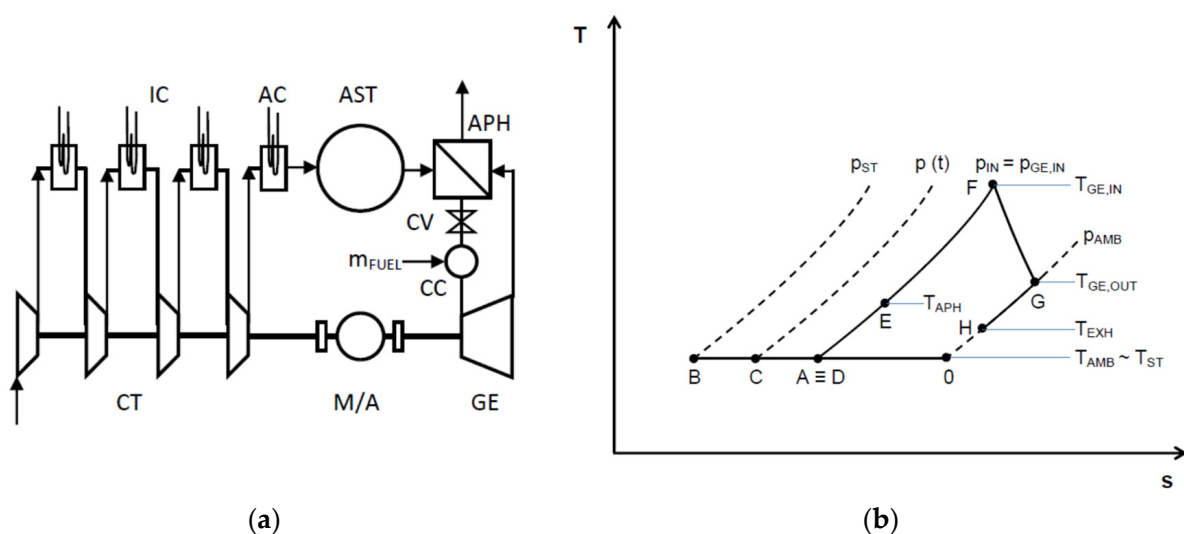 IC AC AST
APH
CV
mFUEL
CC
CT M/A GE
(a)
T
pST p (t) pIN = pGE,IN
F TGE,IN
pAMB
TGE,OUT
G
E TAPH
H TEXH
TAMB ~ TST
B C A ≡ D 0
s
(b)